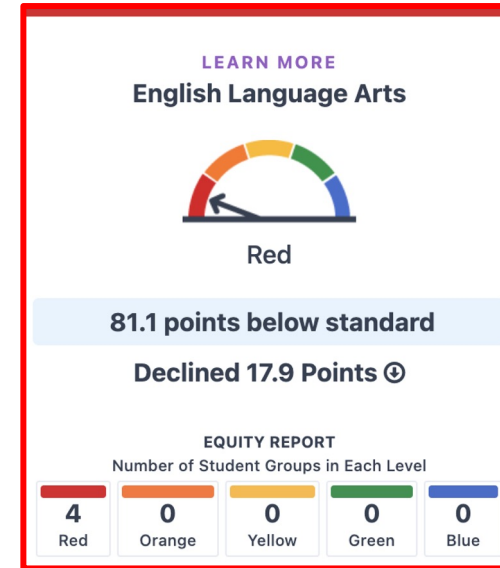 LEARN MORE
English Language Arts
Red
81.1 points below standard
Declined 17.9 Points
EQUITY REPORT
Number of Student Groups in Each Level
4 0 0 0 0
Red Orange Yellow Green Blue